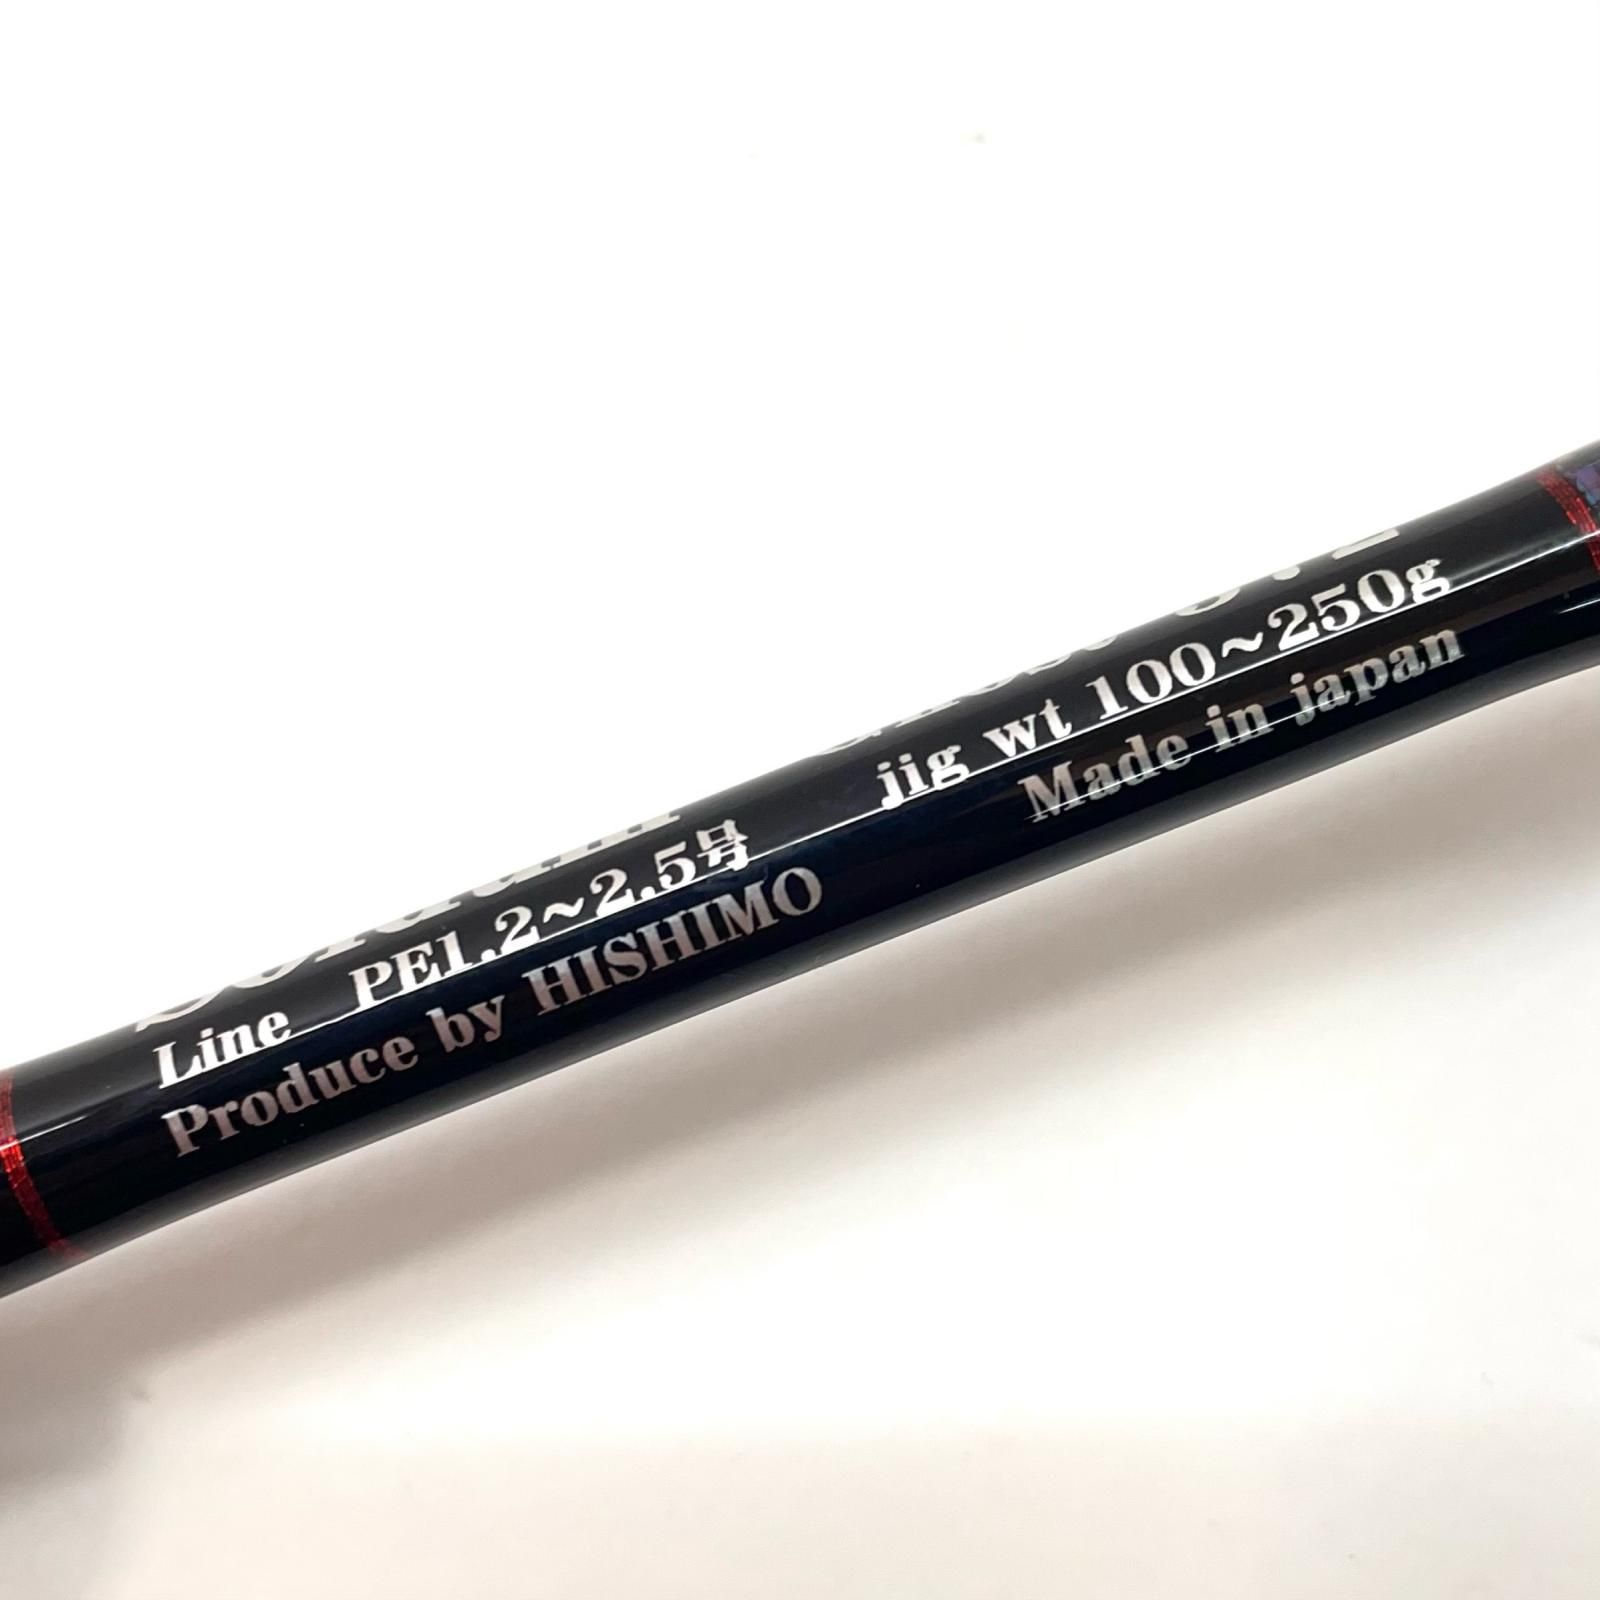 Line PE1.2~2.5号 jig wt 100~250g
Produce by HISHIMO Made in japan